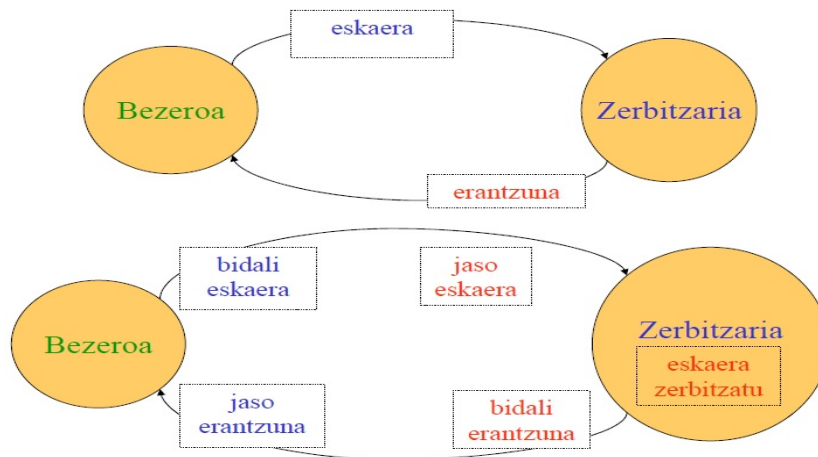 eskaera
Bezeroa
Zerbitzaria
erantzuna
bidali
eskaera
jaso
eskaera
Bezeroa
Zerbitzaria
eskaera
zerbitzatu
jaso
erantzuna
bidali
erantzuna